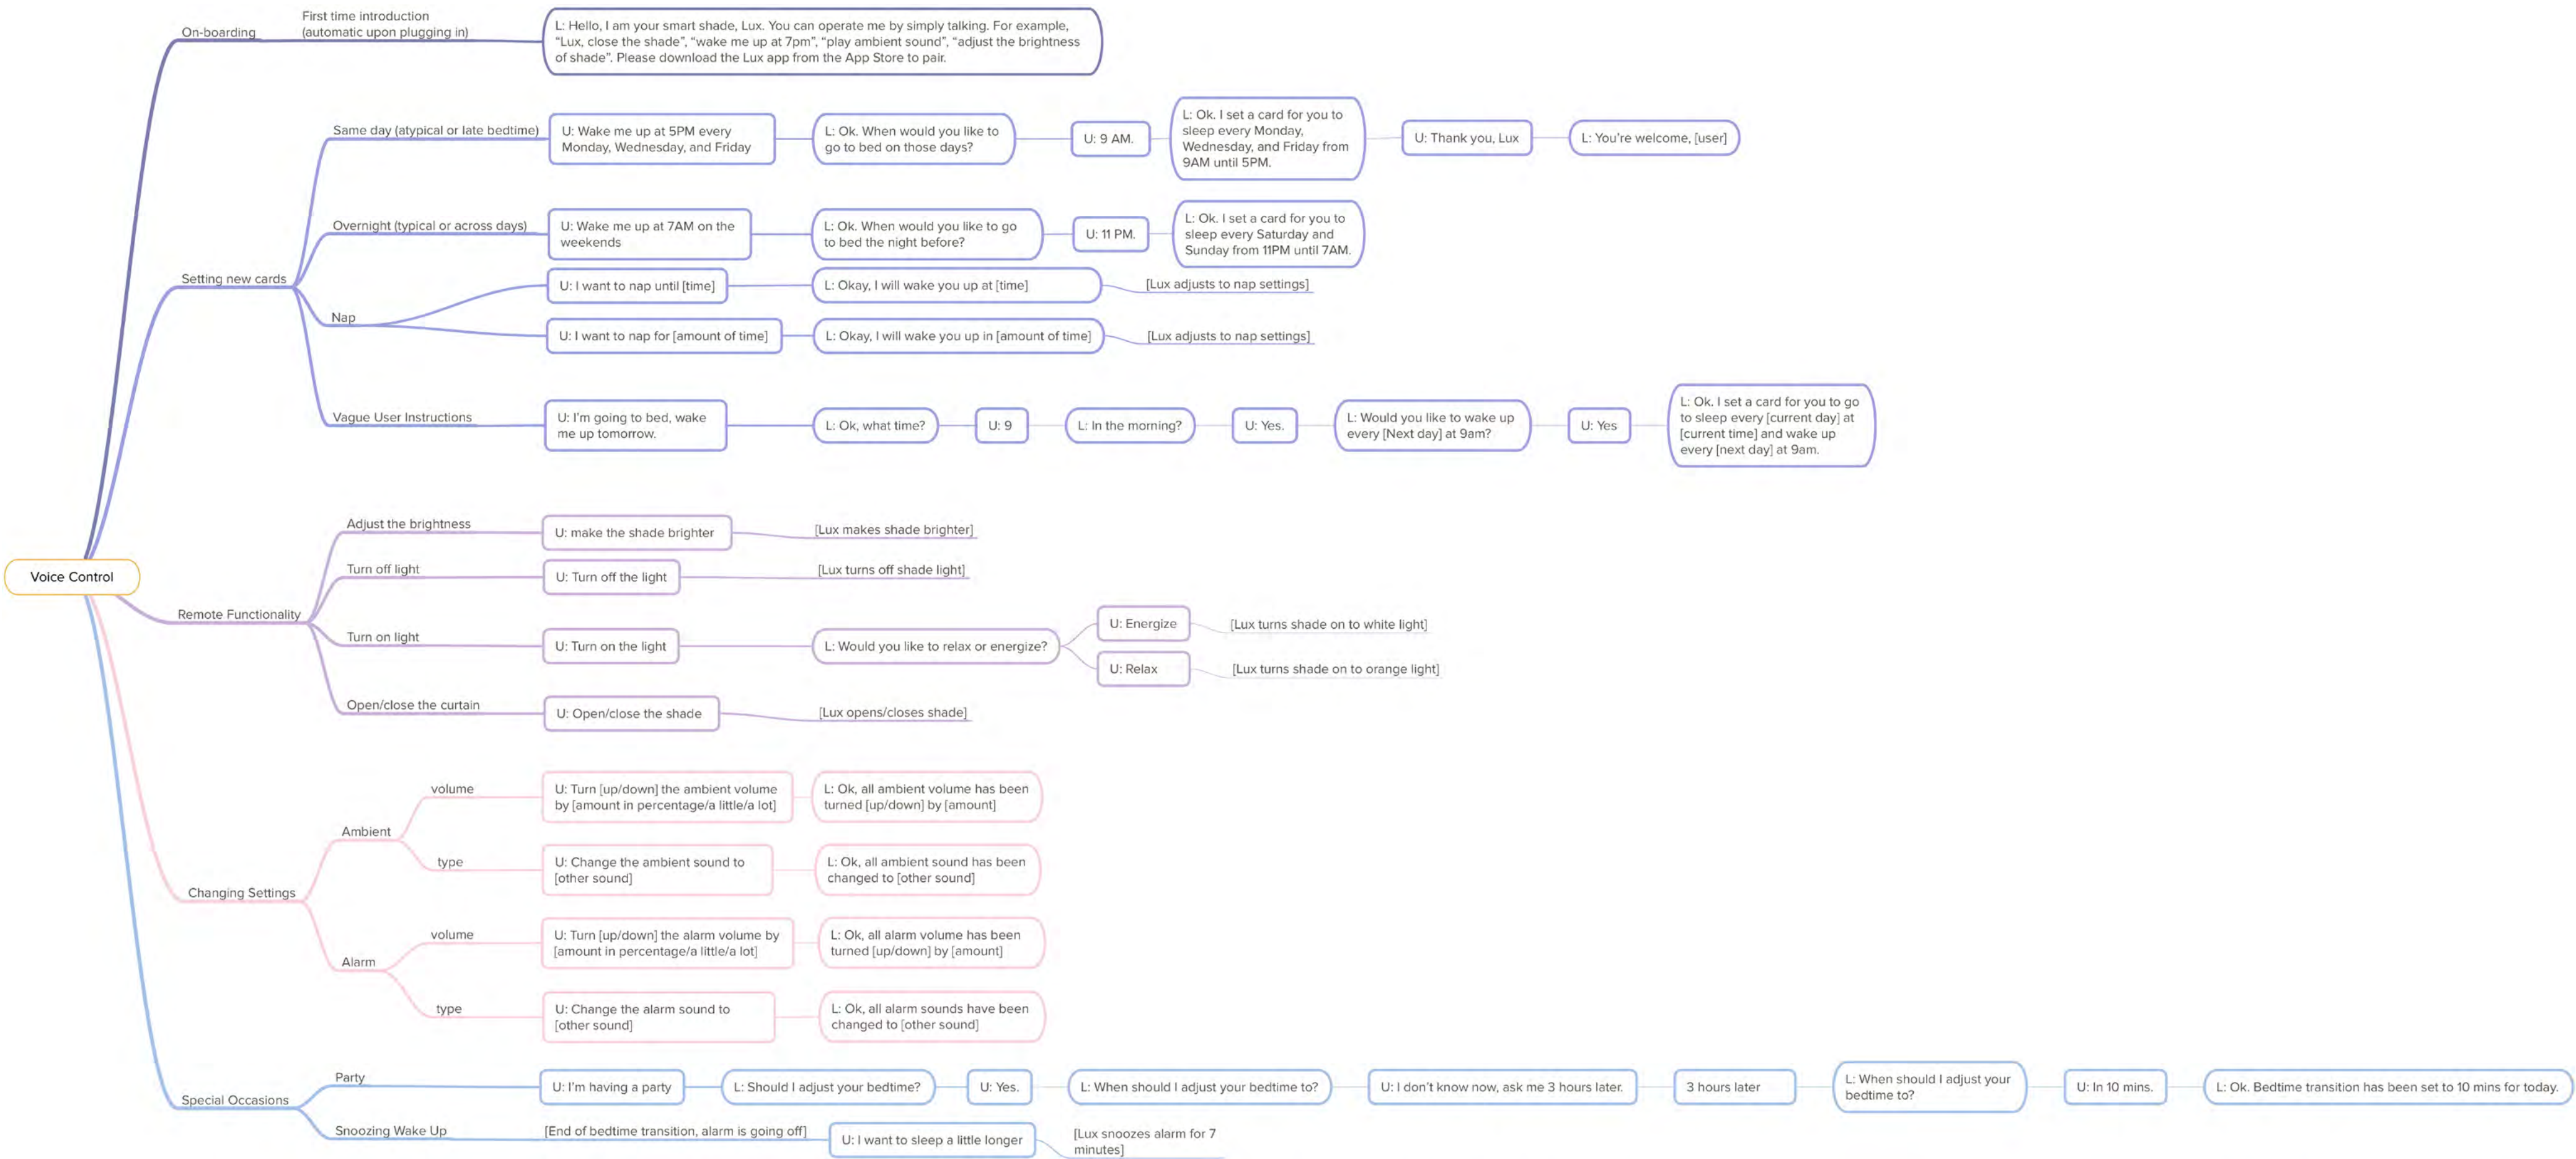 On-boarding
First time introduction
(automatic upon plugging in)
L: Hello, I am your smart shade, Lux. You can operate me by simply talking. For example,
“Lux, close the shade”, “wake me up at 7pm”, “play ambient sound”, “adjust the brightness
of shade”. Please download the Lux app from the App Store to pair.
Setting new cards
Same day (atypical or late bedtime)
U: Wake me up at 5PM every
Monday, Wednesday, and Friday
L: Ok. When would you like to
go to bed on those days?
U: 9 AM.
L: Ok. I set a card for you to
sleep every Monday,
Wednesday, and Friday from
9AM until 5PM.
U: Thank you, Lux
L: You’re welcome, [user]
Overnight (typical or across days)
U: Wake me up at 7AM on the
weekends
L: Ok. When would you like to go
to bed the night before?
U: 11 PM.
L: Ok. I set a card for you to
sleep every Saturday and
Sunday from 11PM until 7AM.
Nap
U: I want to nap until [time]
L: Okay, I will wake you up at [time]
[Lux adjusts to nap settings]
U: I want to nap for [amount of time]
L: Okay, I will wake you up in [amount of time]
[Lux adjusts to nap settings]
Vague User Instructions
U: I’m going to bed, wake
me up tomorrow.
L: Ok, what time?
U: 9
L: In the morning?
U: Yes.
L: Would you like to wake up
every [Next day] at 9am?
U: Yes
L: Ok. I set a card for you to go
to sleep every [current day] at
[current time] and wake up
every [next day] at 9am.
Voice Control
Remote Functionality
Adjust the brightness
U: make the shade brighter
[Lux makes shade brighter]
Turn off light
U: Turn off the light
[Lux turns off shade light]
Turn on light
U: Turn on the light
L: Would you like to relax or energize?
U: Energize
[Lux turns shade on to white light]
U: Relax
[Lux turns shade on to orange light]
Open/close the curtain
U: Open/close the shade
[Lux opens/closes shade]
Changing Settings
Ambient
volume
U: Turn [up/down] the ambient volume
by [amount in percentage/a little/a lot]
L: Ok, all ambient volume has been
turned [up/down] by [amount]
type
U: Change the ambient sound to
[other sound]
L: Ok, all ambient sound has been
changed to [other sound]
Alarm
volume
U: Turn [up/down] the alarm volume by
[amount in percentage/a little/a lot]
L: Ok, all alarm volume has been
turned [up/down] by [amount]
type
U: Change the alarm sound to
[other sound]
L: Ok, all alarm sounds have been
changed to [other sound]
Special Occasions
Party
U: I’m having a party
L: Should I adjust your bedtime?
U: Yes.
L: When should I adjust your bedtime to?
U: I don’t know now, ask me 3 hours later.
3 hours later
L: When should I adjust your
bedtime to?
U: In 10 mins.
L: Ok. Bedtime transition has been set to 10 mins for today.
Snoozing Wake Up
[End of bedtime transition, alarm is going off]
U: I want to sleep a little longer
[Lux snoozes alarm for 7
minutes]